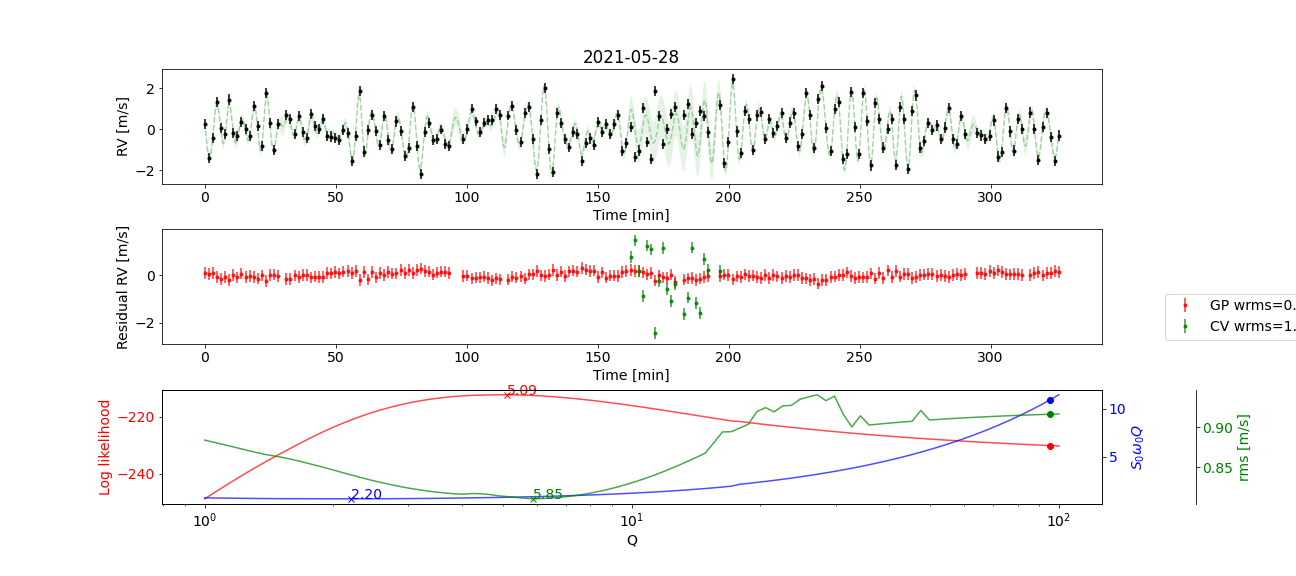 2021-05-28
RV [m/s]
2
0
−2
0 50 100 150 200 250 300
Time [min]
Residual RV [m/s]
0
−2
0 50 100 150 200 250 300
Time [min]
GP wrms=0.
CV wrms=1.
Log likelihood
−220
−240
5.09
2.20
5.85
10
5
S₀ω₀Q
0.90
0.85
rms [m/s]
10⁰ 10¹ 10²
Q